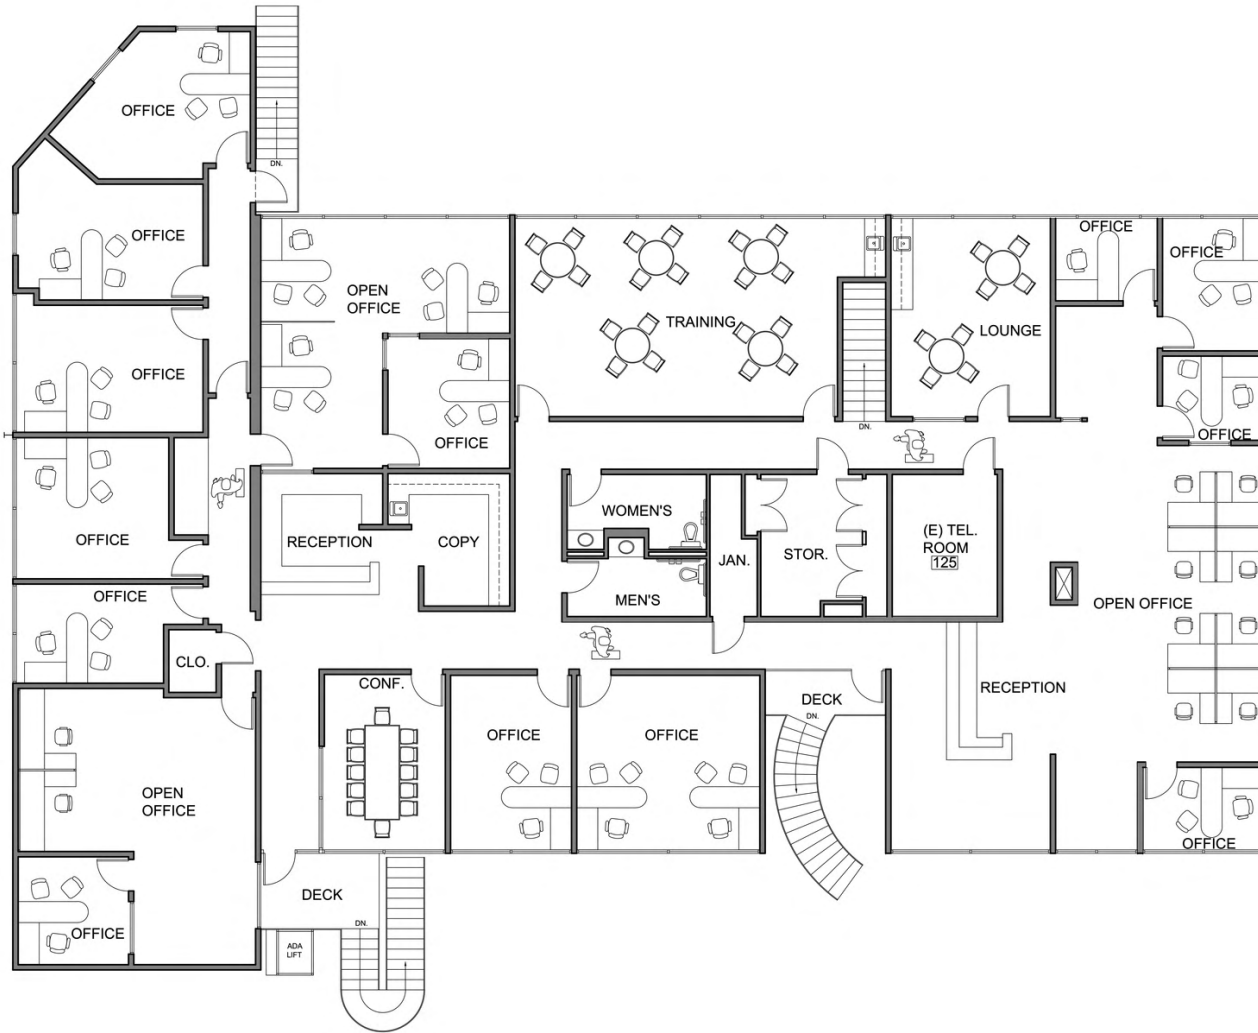 OFFICE
DN.
OFFICE
OFFICE
OFFICE
OFFICE
CLO.
OPEN
OFFICE
OFFICE
OPEN
OFFICE
OFFICE
RECEPTION
COPY
TRAINING
DN.
LOUNGE
OFFICE
OFFICE
OFFICE
WOMEN'S
MEN'S
JAN.
STOR.
(E) TEL.
ROOM
125
OPEN OFFICE
RECEPTION
CONF.
OFFICE
OFFICE
DECK
DN.
OFFICE
DECK
DN.
ADA
LIFT